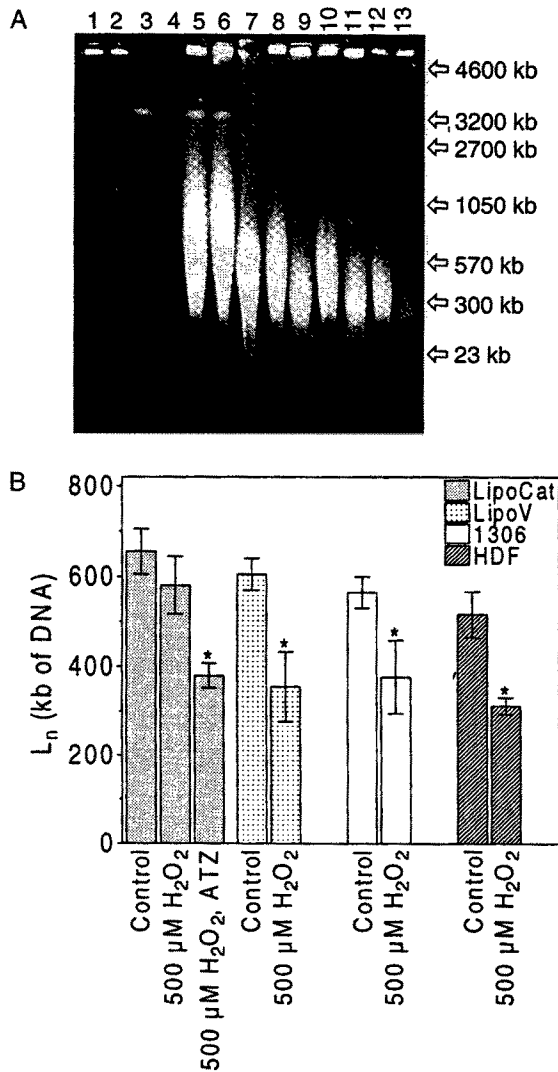 A
1 2 3 4 5 6 7 8 9 10 11 12 13
4600 kb
3200 kb
2700 kb
1050 kb
570 kb
300 kb
23 kb
B
800
600
400
200
0
Lₙ (kb of DNA)
LipoCat
LipoV
1306
HDF
*
*
*
*
Control
500 µM H₂O₂
500 µM H₂O₂, ATZ
Control
500 µM H₂O₂
Control
500 µM H₂O₂
Control
500 µM H₂O₂